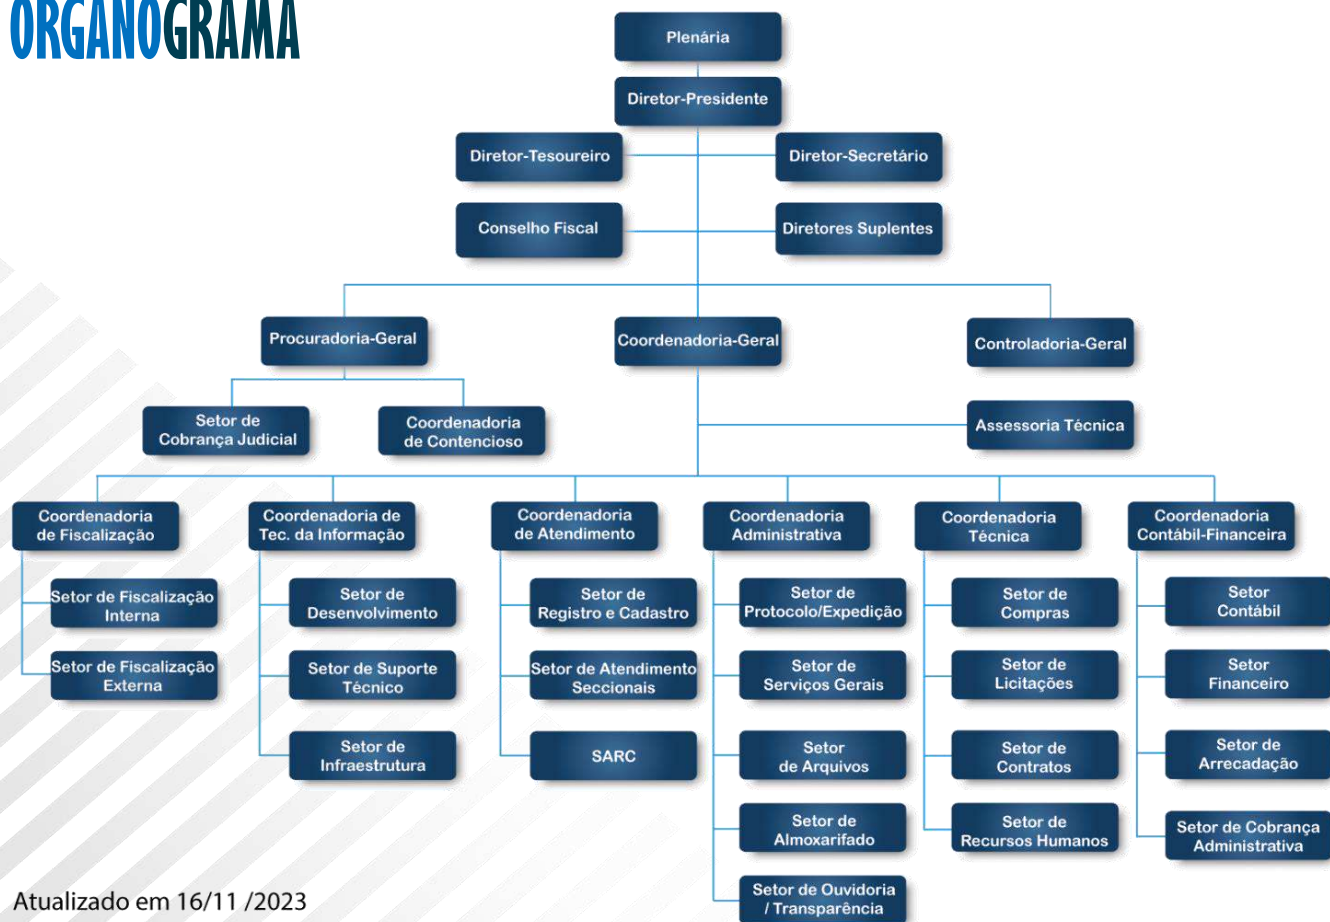 ORGANOGRAMA
Plenária
Diretor-Presidente
Diretor-Tesoureiro
Diretor-Secretário
Conselho Fiscal
Diretores Suplentes
Procuradoria-Geral
Coordenadoria-Geral
Controladoria-Geral
Setor de
Cobrança Judicial
Coordenadoria
de Contencioso
Assessoria Técnica
Coordenadoria
de Fiscalização
Setor de Fiscalização
Interna
Setor de Fiscalização
Externa
Coordenadoria de
Tec. da Informação
Setor de
Desenvolvimento
Setor de Suporte
Técnico
Setor de
Infraestrutura
Coordenadoria
de Atendimento
Setor de
Registro e Cadastro
Setor de Atendimento
Seccionais
SARC
Coordenadoria
Administrativa
Setor de
Protocolo/Expedição
Setor de
Serviços Gerais
Setor
de Arquivos
Setor de
Almoxarifado
Setor de Ouvidoria
/ Transparência
Coordenadoria
Técnica
Setor de
Compras
Setor de
Licitações
Setor de
Contratos
Setor de
Recursos Humanos
Coordenadoria
Contábil-Financeira
Setor
Contábil
Setor
Financeiro
Setor de
Arrecadação
Setor de Cobrança
Administrativa
Atualizado em 16/11 /2023